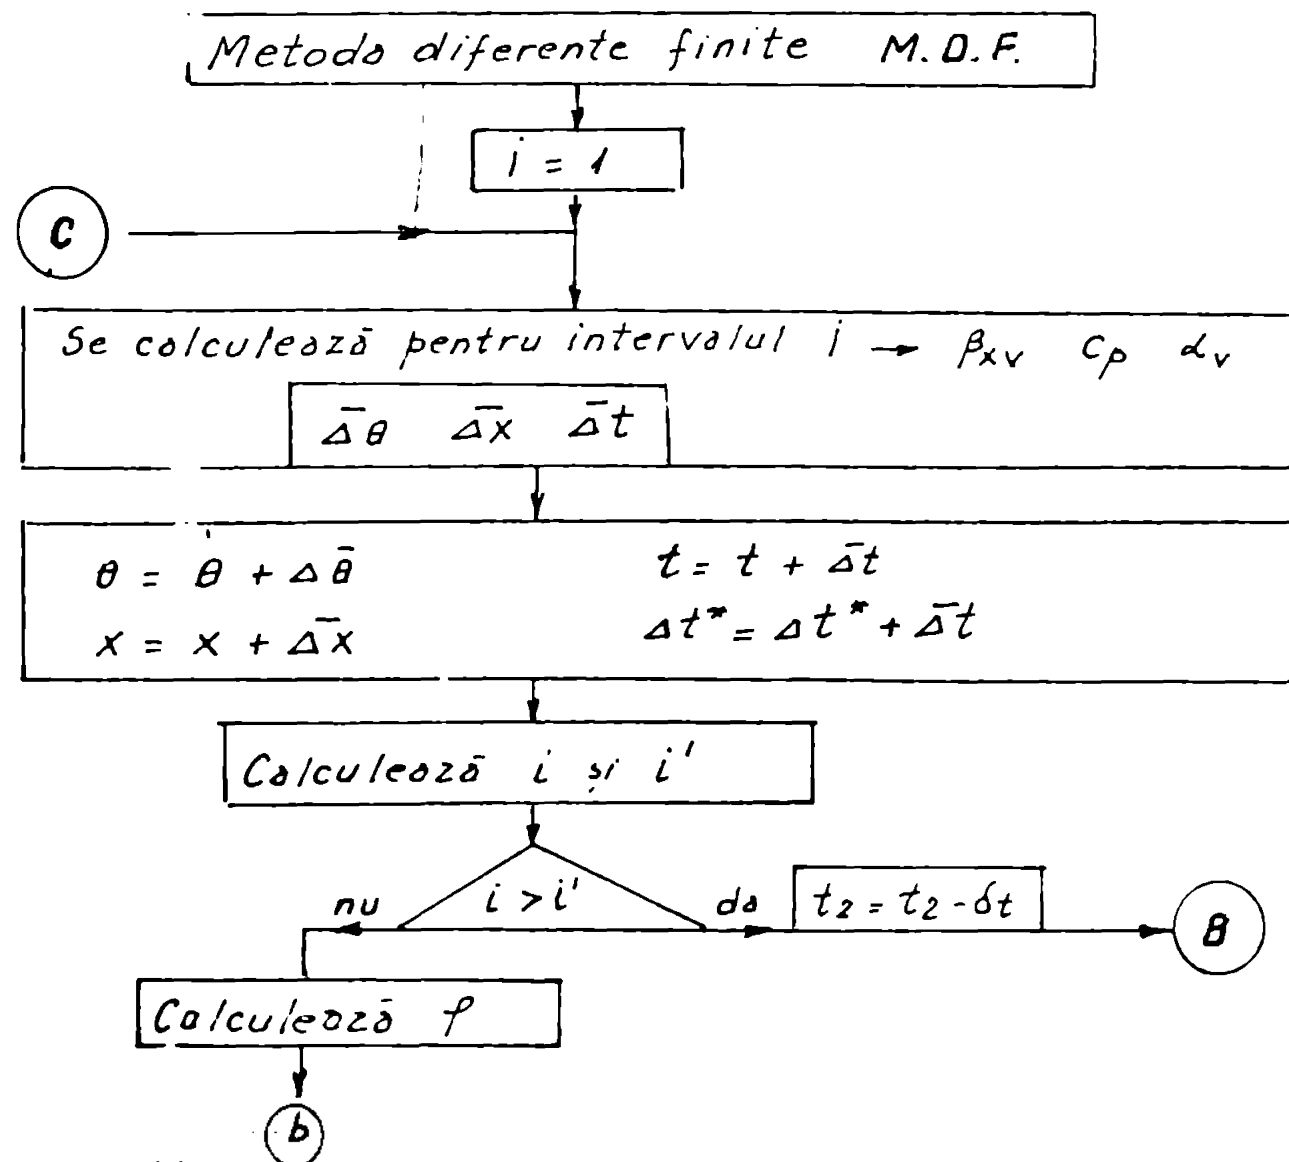 Metoda diferente finite M.D.F.
i = 1
C
Se calculează pentru intervalul i → βxv Cp αv
Δ̄θ Δ̄x Δ̄t
θ = θ + Δθ̄ t = t + Δ̄t
x = x + Δ̄x Δt* = Δt* + Δ̄t
Calculează i și i'
nu i > i' da t2 = t2 - δt B
Calculează φ
b